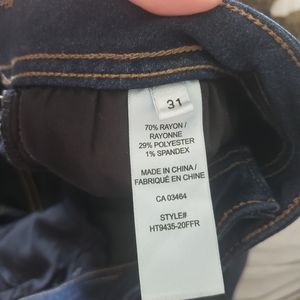 31
70% RAYON /
RAYONNE
29% POLYESTER
1% SPANDEX
MADE IN CHINA /
FABRIQUÉ EN CHINE
CA 03464
STYLE#
HT9435-20FFR